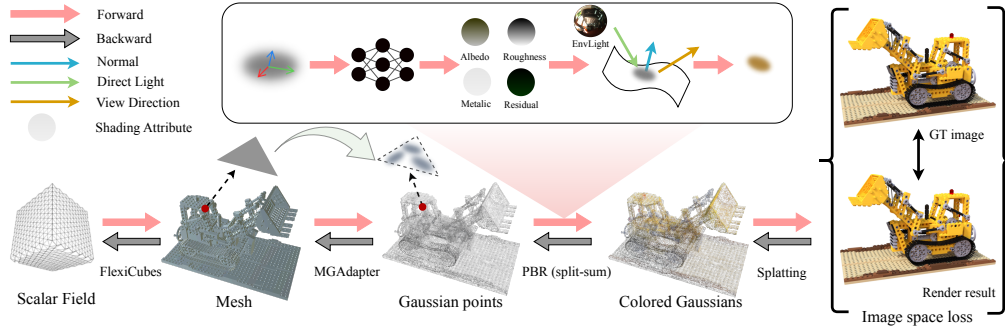 Forward
Backward
Normal
Direct Light
View Direction
Shading Attribute
Albedo
Roughness
Metalic
Residual
EnvLight
GT image
FlexiCubes
MGAdapter
PBR (split-sum)
Splatting
Scalar Field
Mesh
Gaussian points
Colored Gaussians
Render result
Image space loss